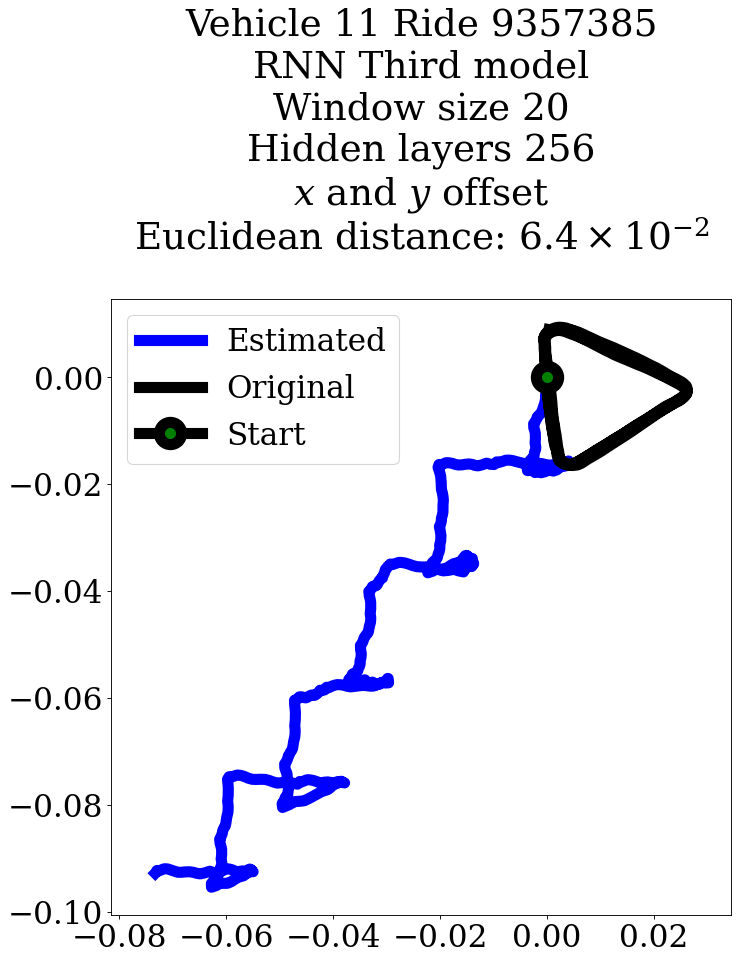 Vehicle 11 Ride 9357385
RNN Third model
Window size 20
Hidden layers 256
x and y offset
Euclidean distance: 6.4 × 10⁻²
Estimated
Original
Start
0.00
−0.02
−0.04
−0.06
−0.08
−0.10
−0.08 −0.06 −0.04 −0.02 0.00 0.02